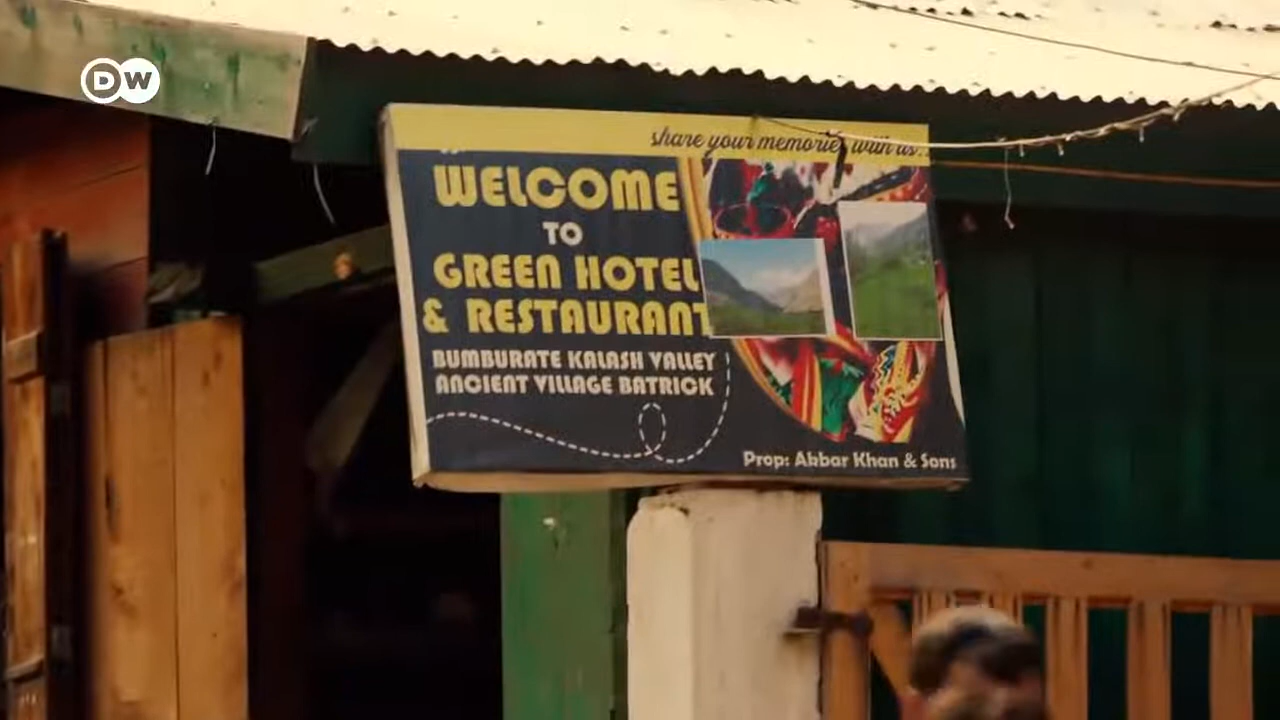 DW
share your memories with us..
WELCOME
TO
GREEN HOTEL
& RESTAURANT
BUMBURATE KALASH VALLEY
ANCIENT VILLAGE BATRICK
Prop: Akbar Khan & Sons